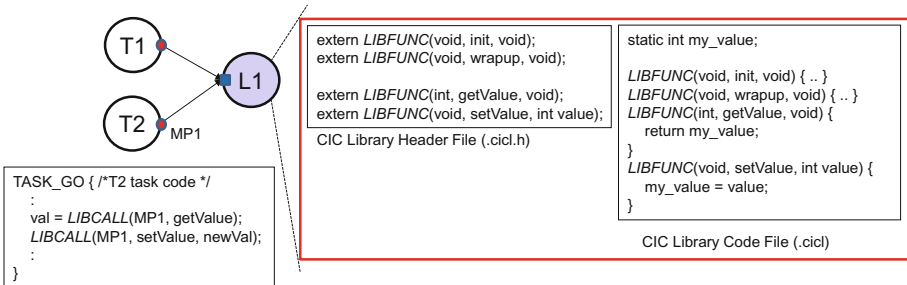 T1
T2
MP1
L1
TASK_GO { /*T2 task code */
:
val = LIBCALL(MP1, getValue);
LIBCALL(MP1, setValue, newVal);
:
}
extern LIBFUNC(void, init, void);
extern LIBFUNC(void, wrapup, void);
extern LIBFUNC(int, getValue, void);
extern LIBFUNC(void, setValue, int value);
CIC Library Header File (.cicl.h)
static int my_value;
LIBFUNC(void, init, void) { .. }
LIBFUNC(void, wrapup, void) { .. }
LIBFUNC(int, getValue, void) {
return my_value;
}
LIBFUNC(void, setValue, int value) {
my_value = value;
}
CIC Library Code File (.cicl)